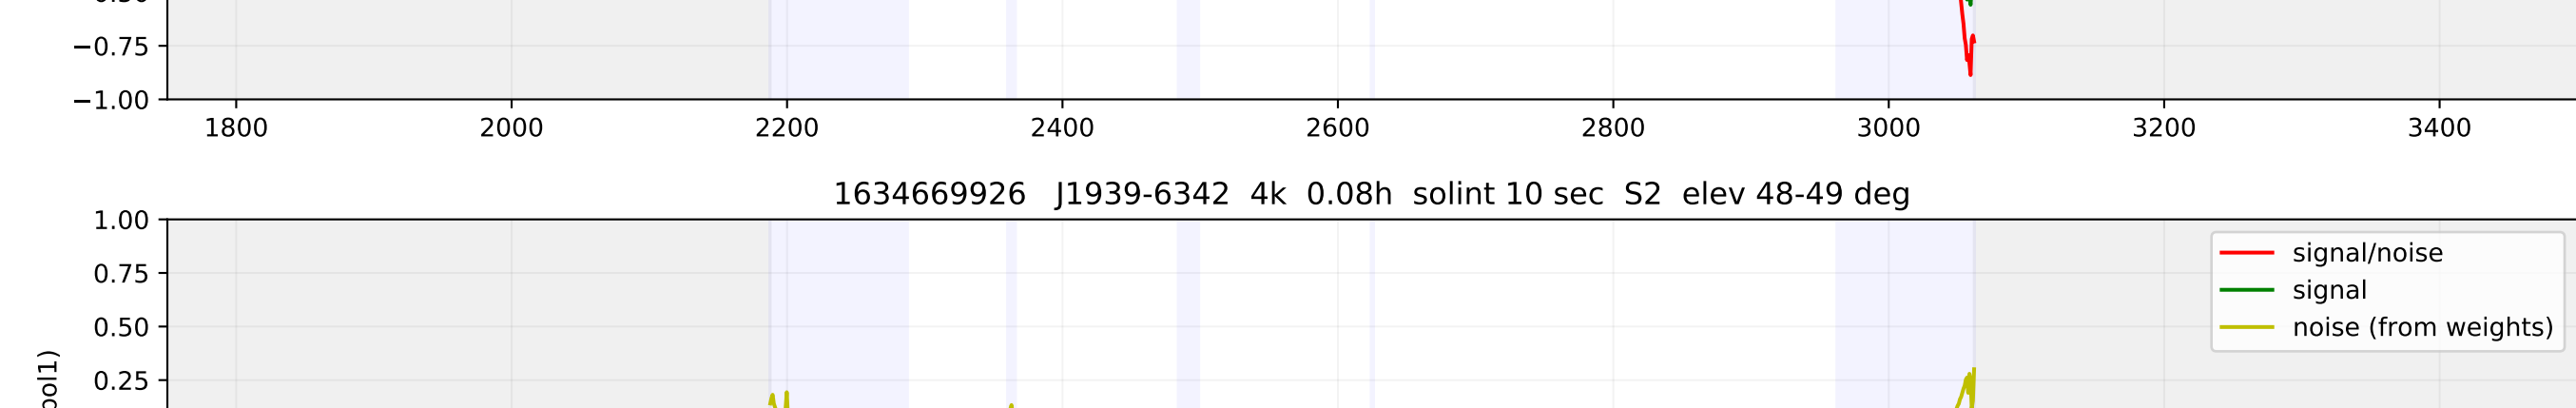 −0.75
−1.00
1800 2000 2200 2400 2600 2800 3000 3200 3400
1634669926 J1939-6342 4k 0.08h solint 10 sec S2 elev 48-49 deg
1.00
0.75
0.50
0.25
signal/noise
signal
noise (from weights)